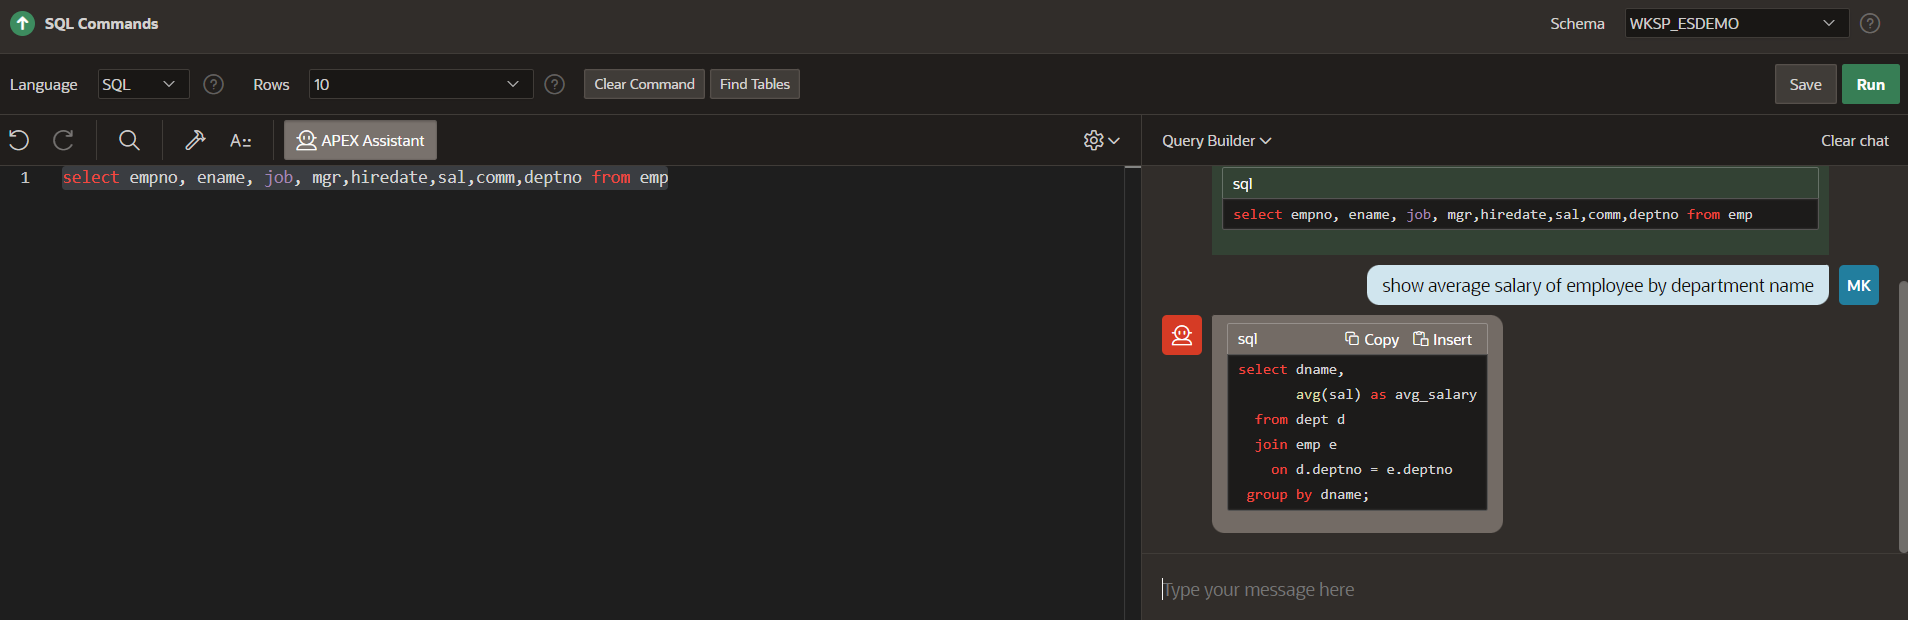 SQL Commands
Schema WKSP_ESDEMO ?
Language SQL ? Rows 10 ? Clear Command Find Tables Save Run
A:: APEX Assistant
1 select empno, ename, job, mgr,hiredate,sal,comm,deptno from emp
Query Builder Clear chat
sql
select empno, ename, job, mgr,hiredate,sal,comm,deptno from emp
show average salary of employee by department name MK
sql Copy Insert
select dname,
avg(sal) as avg_salary
from dept d
join emp e
on d.deptno = e.deptno
group by dname;
Type your message here